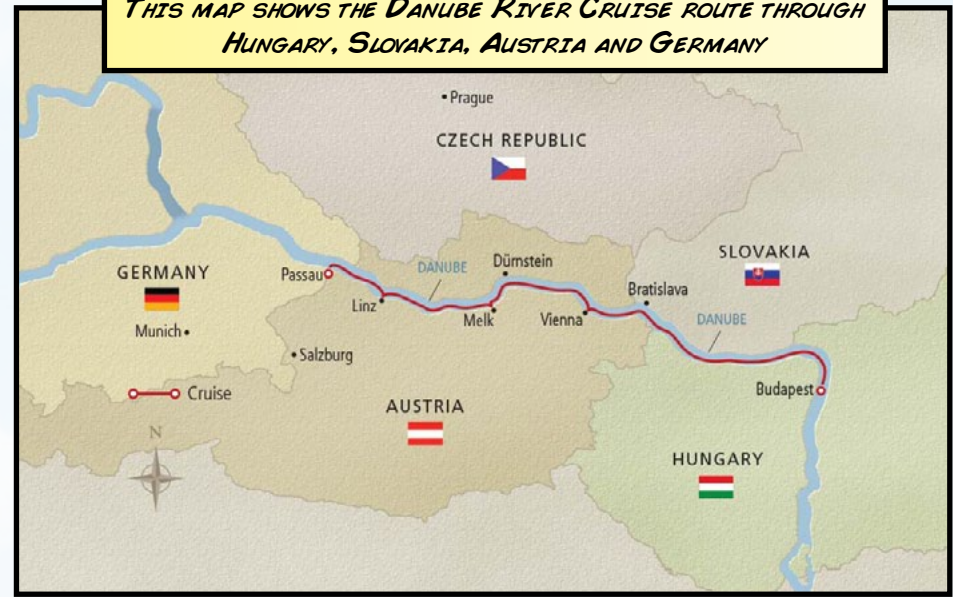 THIS MAP SHOWS THE DANUBE RIVER CRUISE ROUTE THROUGH
HUNGARY, SLOVAKIA, AUSTRIA AND GERMANY
Prague
CZECH REPUBLIC
SLOVAKIA
GERMANY
Passau
DANUBE
Dürnstein
Bratislava
Linz
Melk
Vienna
DANUBE
Munich
Salzburg
Cruise
Budapest
AUSTRIA
N
HUNGARY